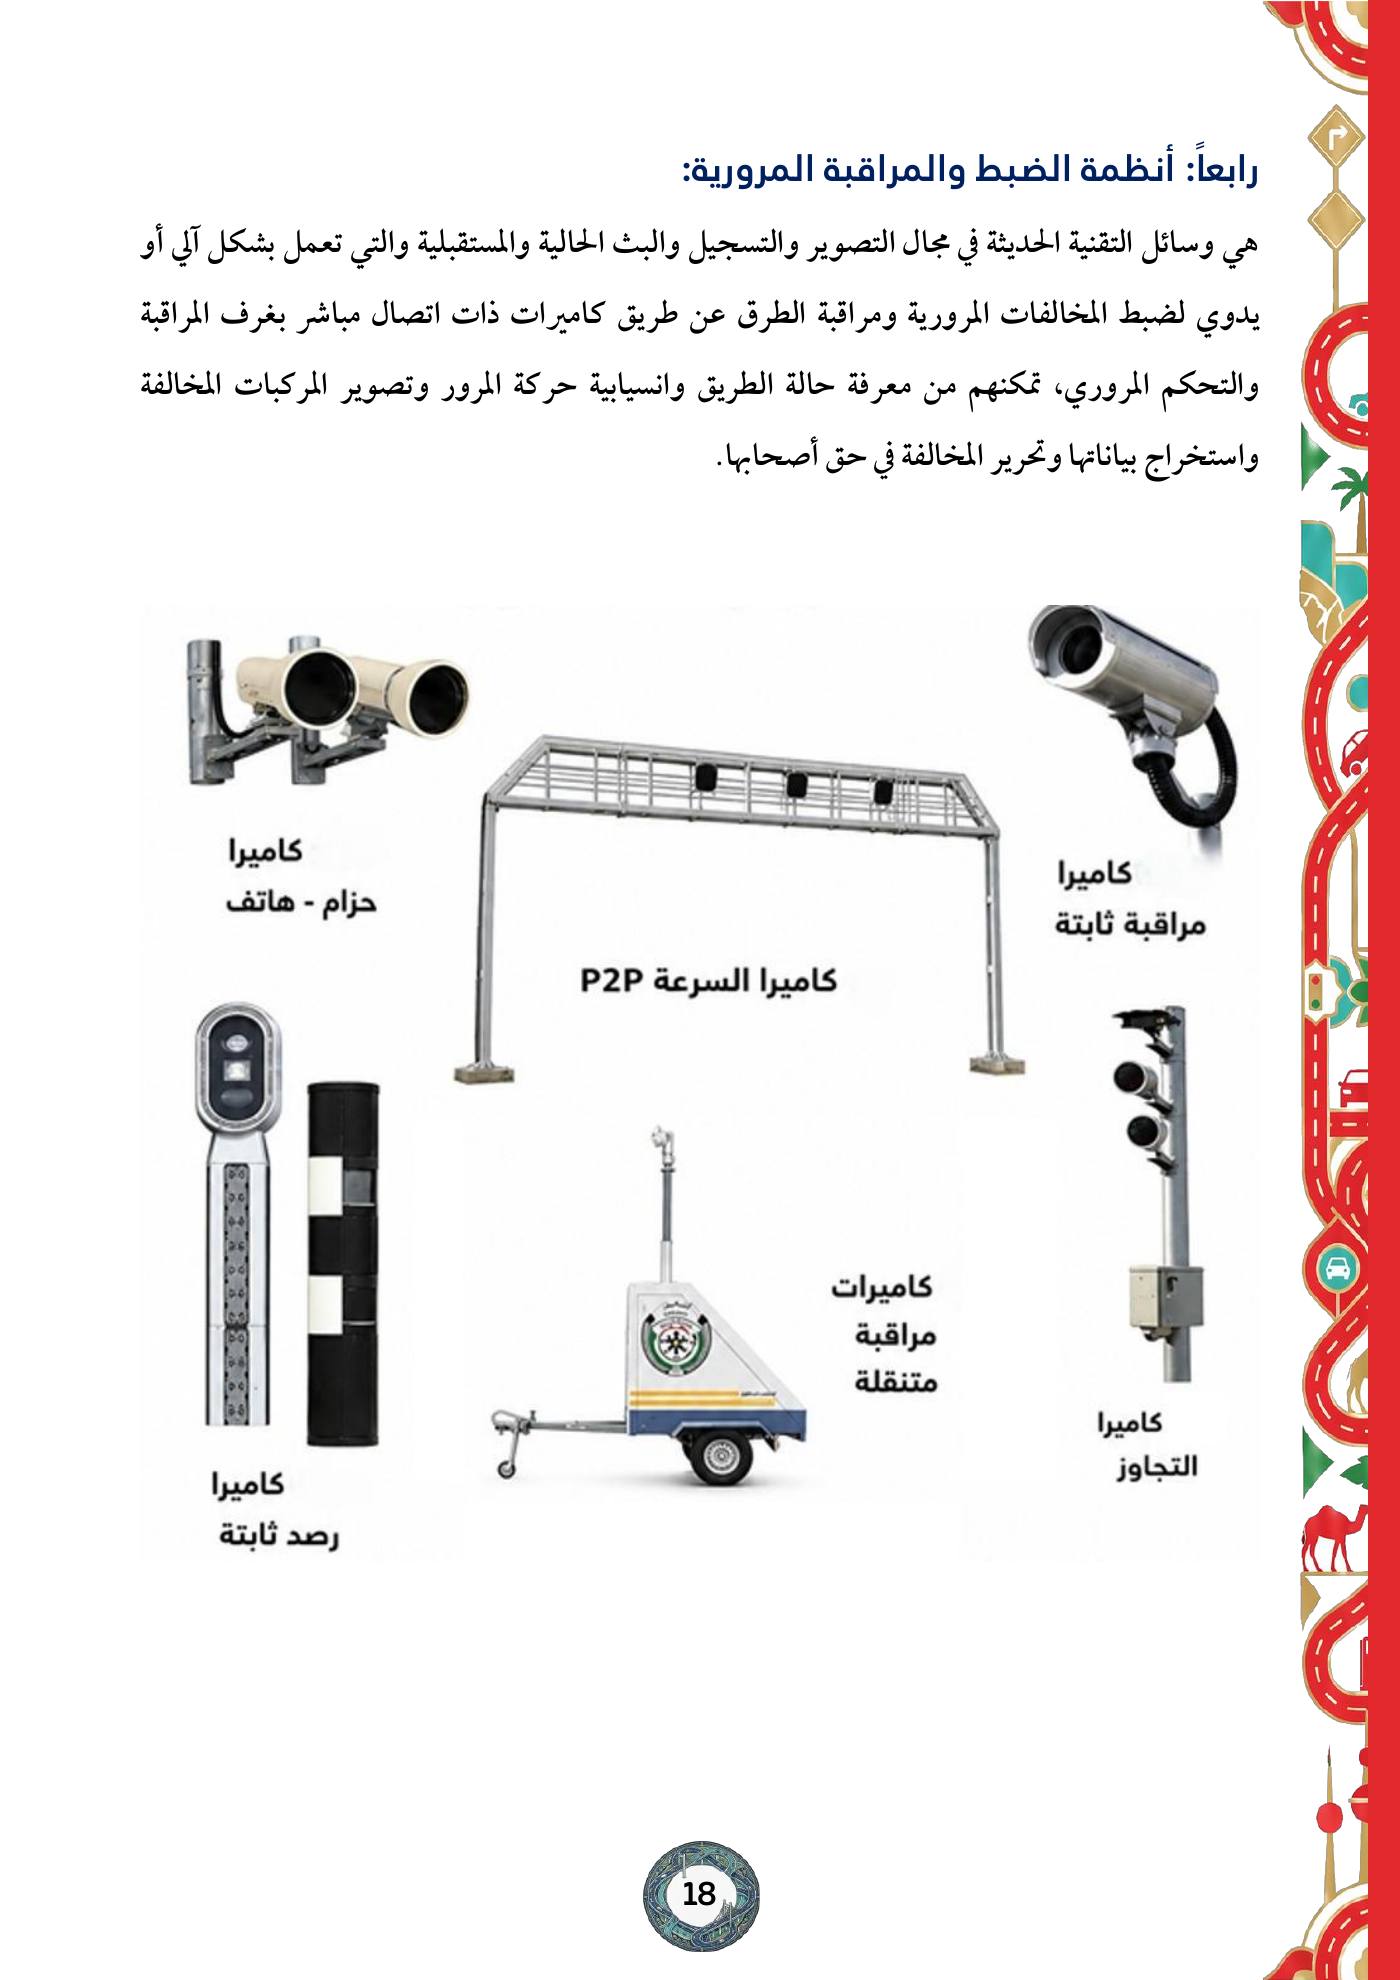 رابعاً: أنظمة الضبط والمراقبة المرورية:
هي وسائل التقنية الحديثة في مجال التصوير والتسجيل والبث الحالية والمستقبلية والتي تعمل بشكل آلي أو
يدوي لضبط المخالفات المرورية ومراقبة الطرق عن طريق كاميرات ذات اتصال مباشر بغرف المراقبة
والتحكم المروري، تمكنهم من معرفة حالة الطريق وانسيابية حركة المرور وتصوير المركبات المخالفة
واستخراج بياناتها وتحرير المخالفة في حق أصحابها.
كاميرا
مراقبة ثابتة
كاميرا السرعة P2P
كاميرا
حزام - هاتف
كاميرا
التجاوز
كاميرات
مراقبة
متنقلة
كاميرا
رصد ثابتة
18